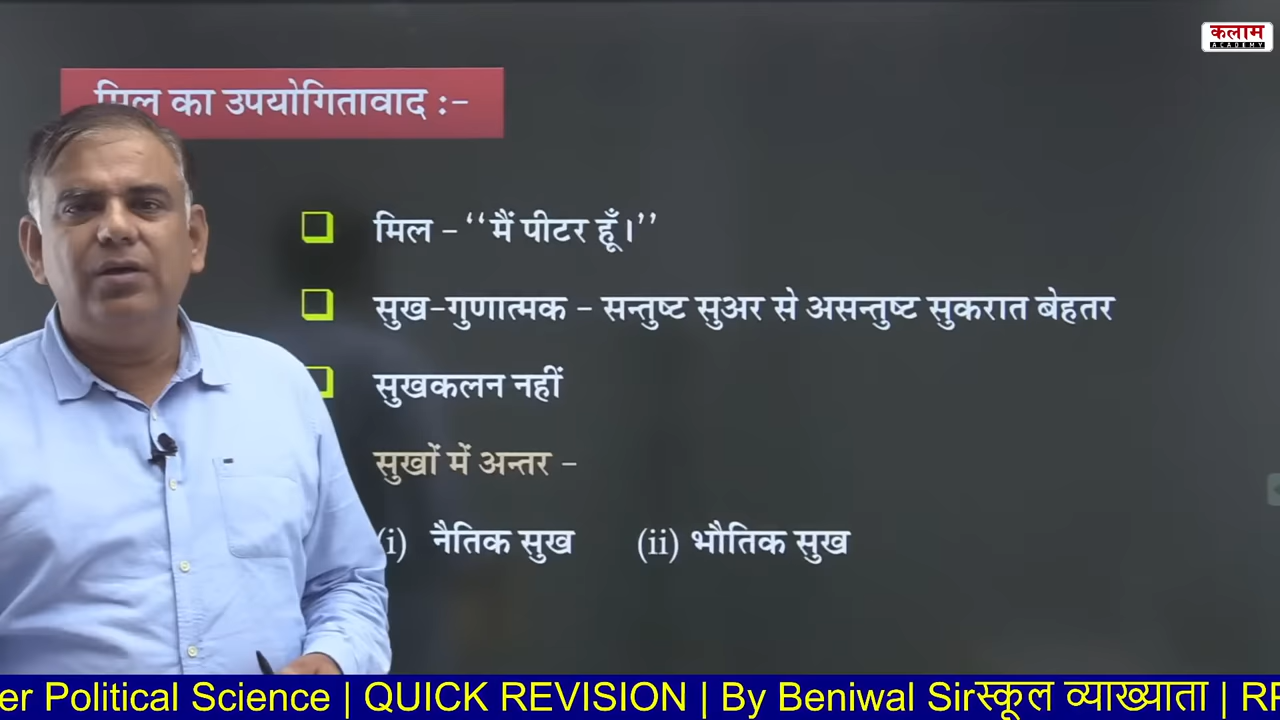 कलाम
ACADEMY
मिल का उपयोगितावाद :-
मिल - ‘‘मैं पीटर हूँ।’’
सुख-गुणात्मक - सन्तुष्ट सुअर से असन्तुष्ट सुकरात बेहतर
सुखकलन नहीं
सुखों में अन्तर -
(i) नैतिक सुख (ii) भौतिक सुख
er Political Science | QUICK REVISION | By Beniwal Sirस्कूल व्याख्याता |